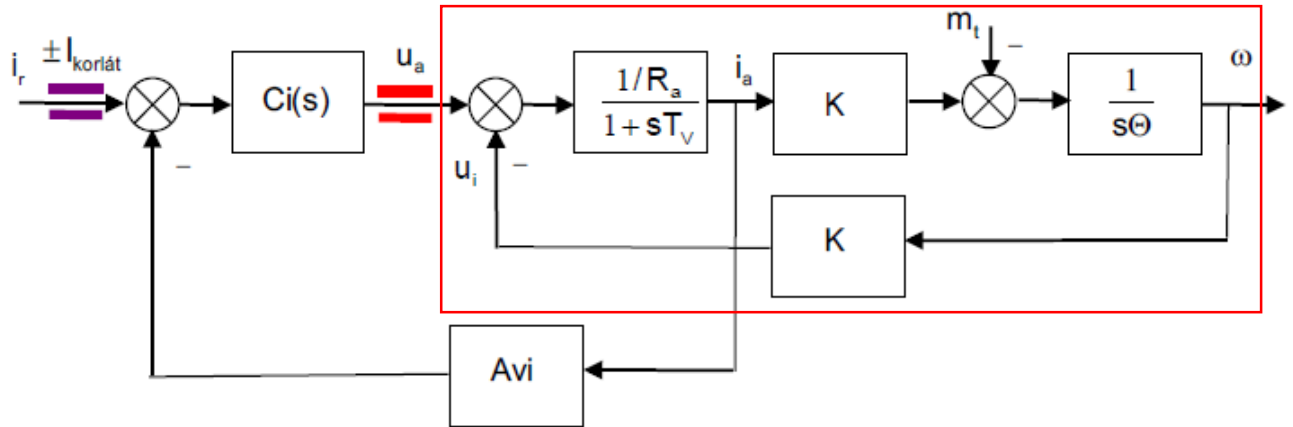 i_r
± I_korlát
Ci(s)
u_a
u_i
1/R_a
1 + sT_V
i_a
K
m_t
1
sΘ
ω
K
Avi
−
−
−